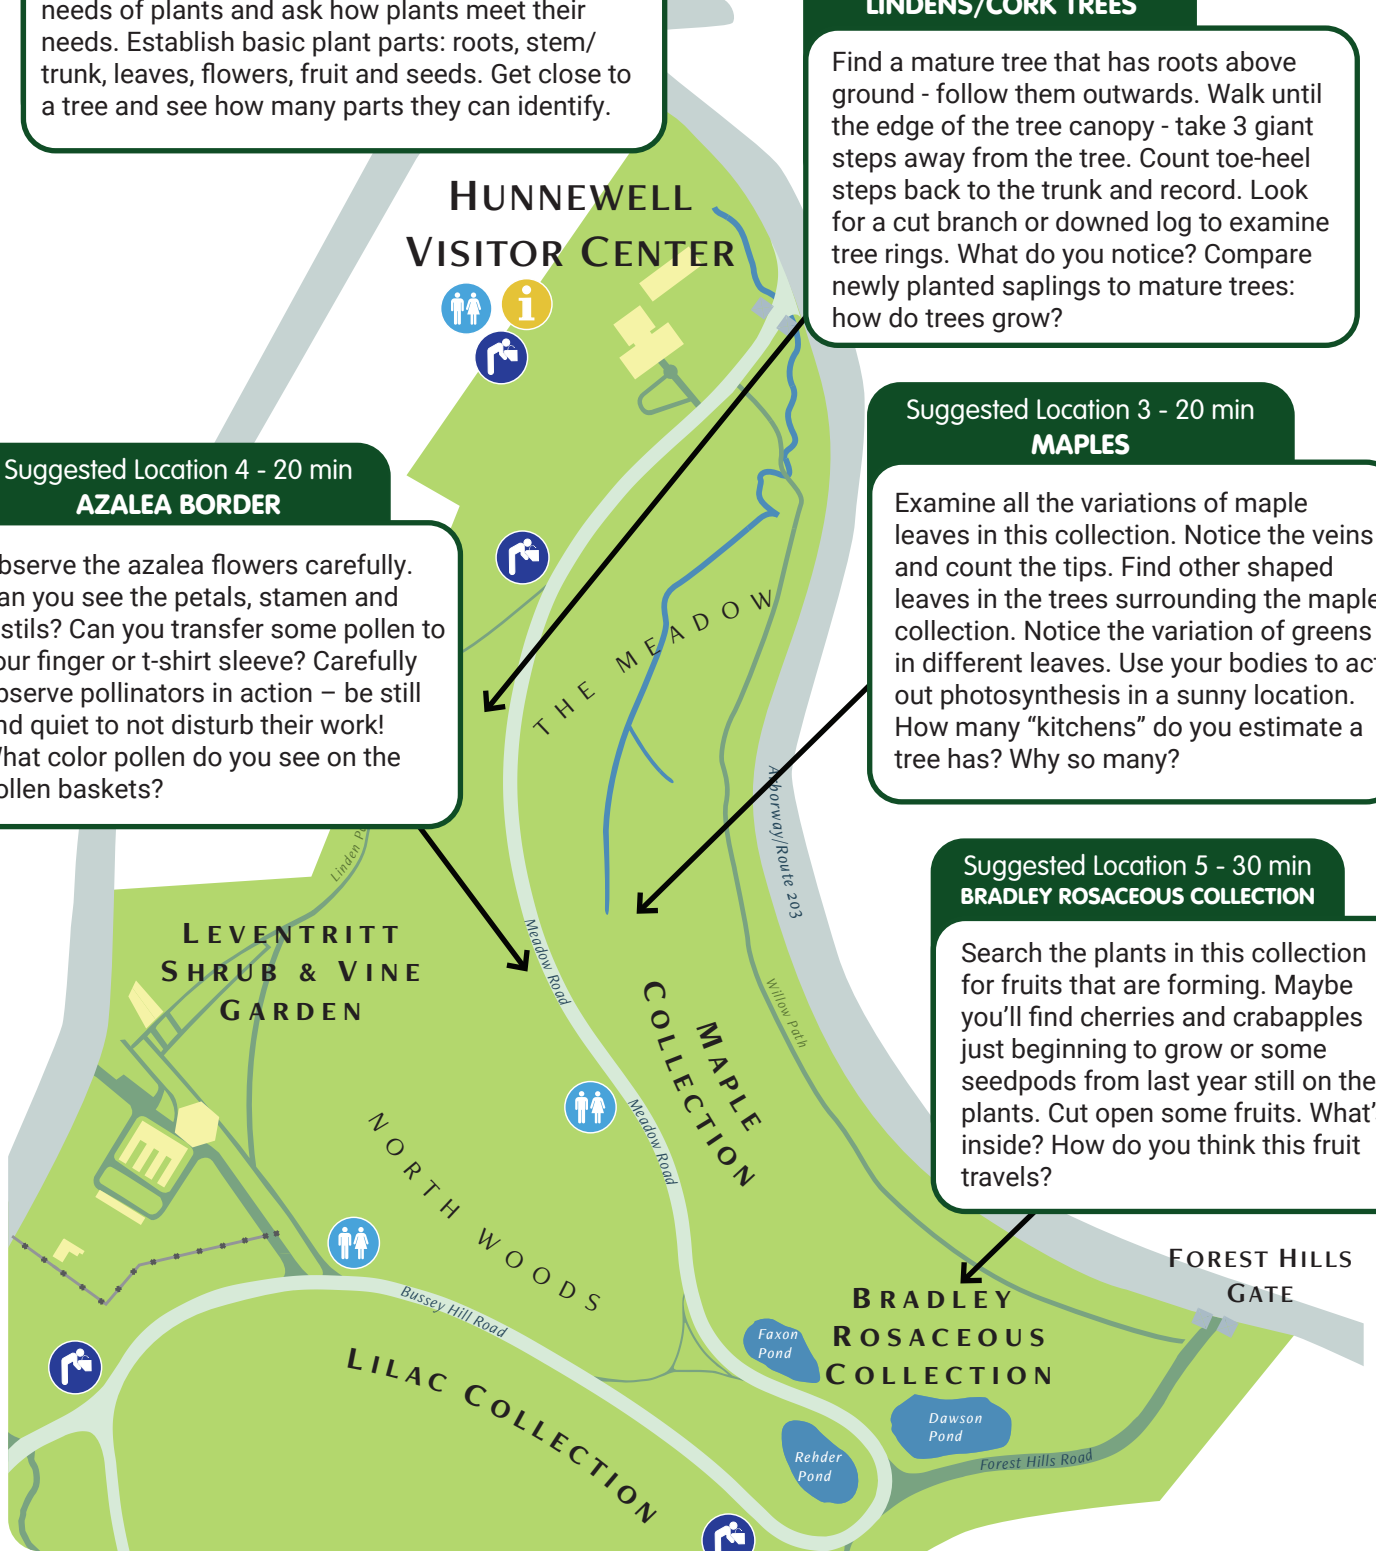 needs of plants and ask how plants meet their
needs. Establish basic plant parts: roots, stem/
trunk, leaves, flowers, fruit and seeds. Get close to
a tree and see how many parts they can identify.
LINDENS/CORK TREES
Find a mature tree that has roots above
ground - follow them outwards. Walk until
the edge of the tree canopy - take 3 giant
steps away from the tree. Count toe-heel
steps back to the trunk and record. Look
for a cut branch or downed log to examine
tree rings. What do you notice? Compare
newly planted saplings to mature trees:
how do trees grow?
HUNNEWELL
VISITOR CENTER
i
Suggested Location 3 - 20 min
MAPLES
Examine all the variations of maple
leaves in this collection. Notice the veins
and count the tips. Find other shaped
leaves in the trees surrounding the maple
collection. Notice the variation of greens
in different leaves. Use your bodies to act
out photosynthesis in a sunny location.
How many “kitchens” do you estimate a
tree has? Why so many?
Suggested Location 4 - 20 min
AZALEA BORDER
bserve the azalea flowers carefully.
an you see the petals, stamen and
stils? Can you transfer some pollen to
our finger or t-shirt sleeve? Carefully
bserve pollinators in action – be still
nd quiet to not disturb their work!
hat color pollen do you see on the
ollen baskets?
THE MEADOW
Arborway/Route 203
Linden
Suggested Location 5 - 30 min
BRADLEY ROSACEOUS COLLECTION
Search the plants in this collection
for fruits that are forming. Maybe
you’ll find cherries and crabapples
just beginning to grow or some
seedpods from last year still on the
plants. Cut open some fruits. What’s
inside? How do you think this fruit
travels?
LEVENTRITT
SHRUB & VINE
GARDEN
Meadow Road
Willow Path
MAPLE
COLLECTION
Meadow Road
NORTH WOODS
Bussey Hill Road
LILAC COLLECTION
FOREST HILLS
GATE
BRADLEY
ROSACEOUS
COLLECTION
Faxon
Pond
Dawson
Pond
Rehder
Pond
Forest Hills Road